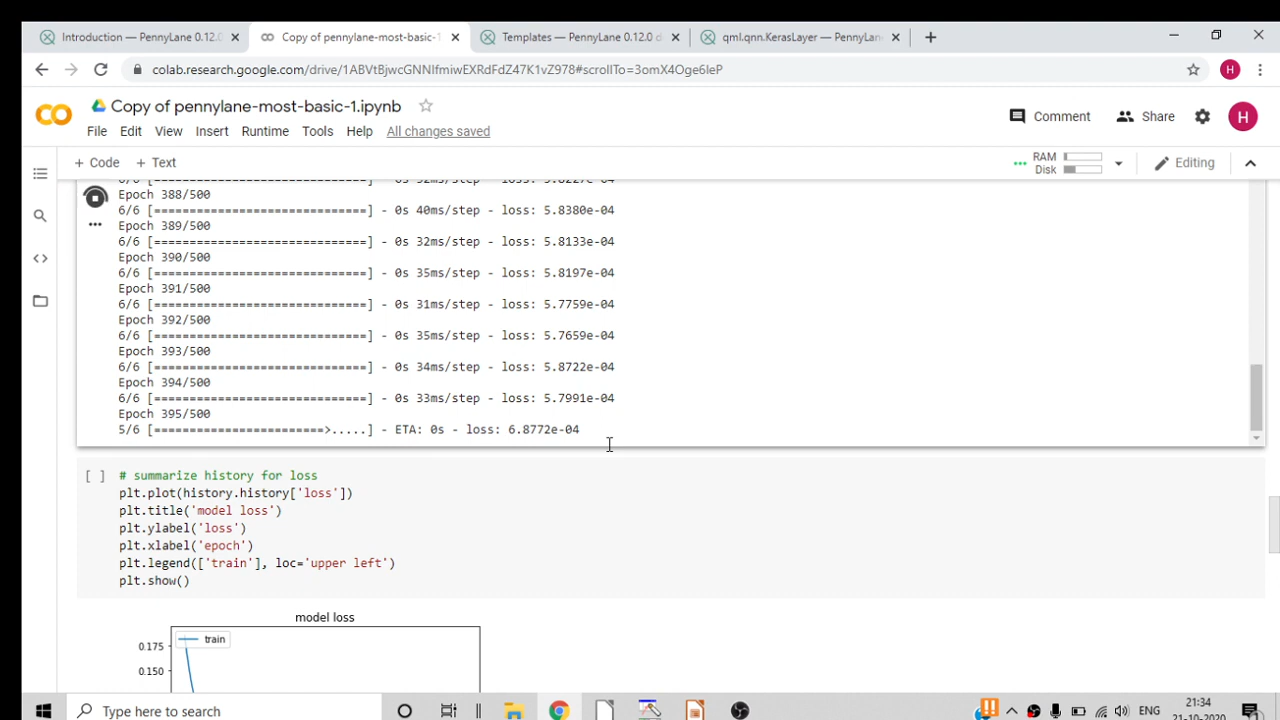 Introduction — PennyLane 0.12.0
Copy of pennylane-most-basic-1
Templates — PennyLane 0.12.0 d
qml.qnn.KerasLayer — PennyLan
colab.research.google.com/drive/1ABVtBjwcGNNIfmiwEXRdFdZ47K1vZ978#scrollTo=3omX4Oge6IeP
H
Copy of pennylane-most-basic-1.ipynb
File Edit View Insert Runtime Tools Help All changes saved
Comment Share H
+ Code + Text
RAM
Disk
Editing
Epoch 388/500
6/6 [==============================] - 0s 40ms/step - loss: 5.8380e-04
Epoch 389/500
6/6 [==============================] - 0s 32ms/step - loss: 5.8133e-04
Epoch 390/500
6/6 [==============================] - 0s 35ms/step - loss: 5.8197e-04
Epoch 391/500
6/6 [==============================] - 0s 31ms/step - loss: 5.7759e-04
Epoch 392/500
6/6 [==============================] - 0s 35ms/step - loss: 5.7659e-04
Epoch 393/500
6/6 [==============================] - 0s 34ms/step - loss: 5.8722e-04
Epoch 394/500
6/6 [==============================] - 0s 33ms/step - loss: 5.7991e-04
Epoch 395/500
5/6 [========================>.....] - ETA: 0s - loss: 6.8772e-04
[ ] # summarize history for loss
plt.plot(history.history['loss'])
plt.title('model loss')
plt.ylabel('loss')
plt.xlabel('epoch')
plt.legend(['train'], loc='upper left')
plt.show()
model loss
train
0.175
0.150
Type here to search
ENG
21:34
21-10-2020